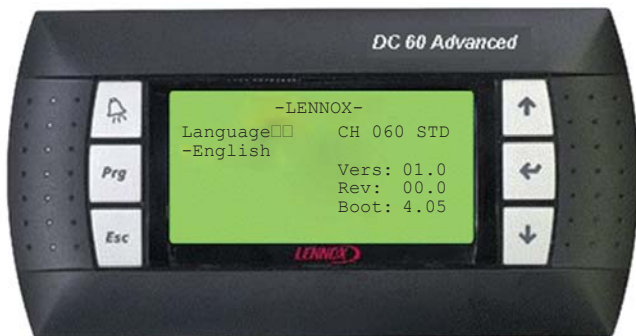 DC 60 Advanced
-LENNOX-
Language□□ CH 060 STD
-English
Vers: 01.0
Rev: 00.0
Boot: 4.05
Prg
Esc
LENNOX